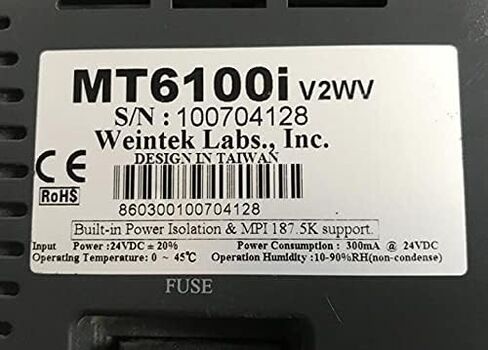 MT6100i V2WV
S/N : 100704128
Weintek Labs., Inc.
DESIGN IN TAIWAN
CE
RoHS
860300100704128
Built-in Power Isolation & MPI 187.5K support.
Input Power :24VDC ± 20% Power Consumption : 300mA @ 24VDC
Operating Temperature: 0 ~ 45℃ Operation Humidity :10-90%RH(non-condense)
FUSE